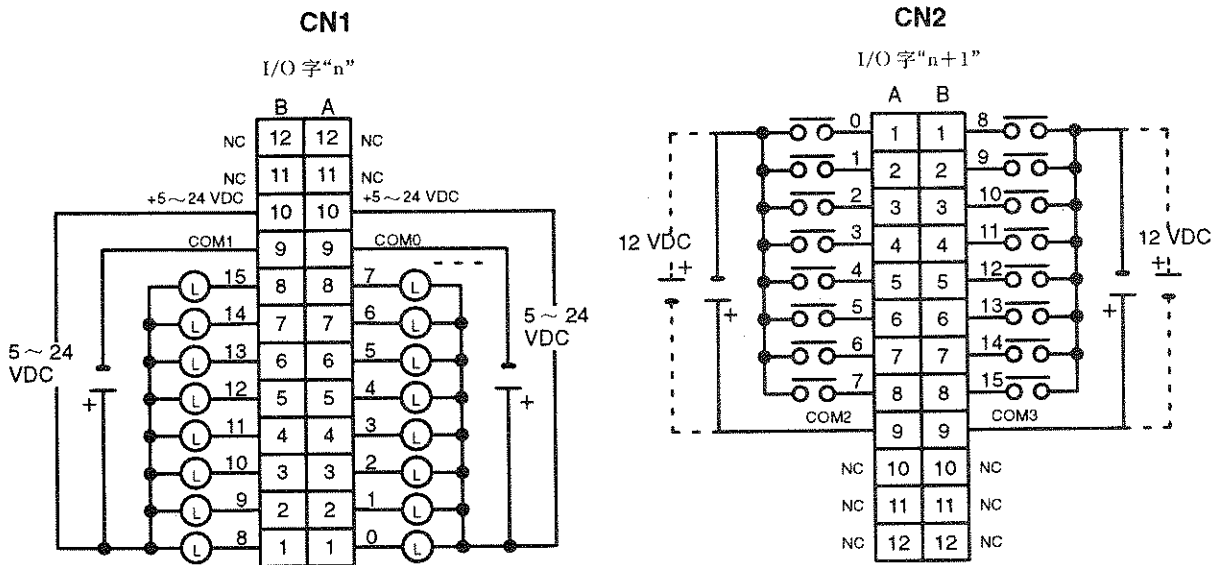 CN1
I/O 字“n”
B A
NC 12 12 NC
NC 11 11 NC
+5～24 VDC 10 10 +5～24 VDC
COM1 9 9 COM0
L 15 8 8 7 L
L 14 7 7 6 L
L 13 6 6 5 L
L 12 5 5 4 L
L 11 4 4 3 L
L 10 3 3 2 L
L 9 2 2 1 L
L 8 1 1 0 L
5～24
VDC
+
5～24
VDC
+
CN2
I/O 字“n+1”
A B
0 1 1 8
1 2 2 9
2 3 3 10
3 4 4 11
4 5 5 12
5 6 6 13
6 7 7 14
7 8 8 15
COM2 9 9 COM3
NC 10 10 NC
NC 11 11 NC
NC 12 12 NC
12 VDC
+
+
12 VDC
+
+